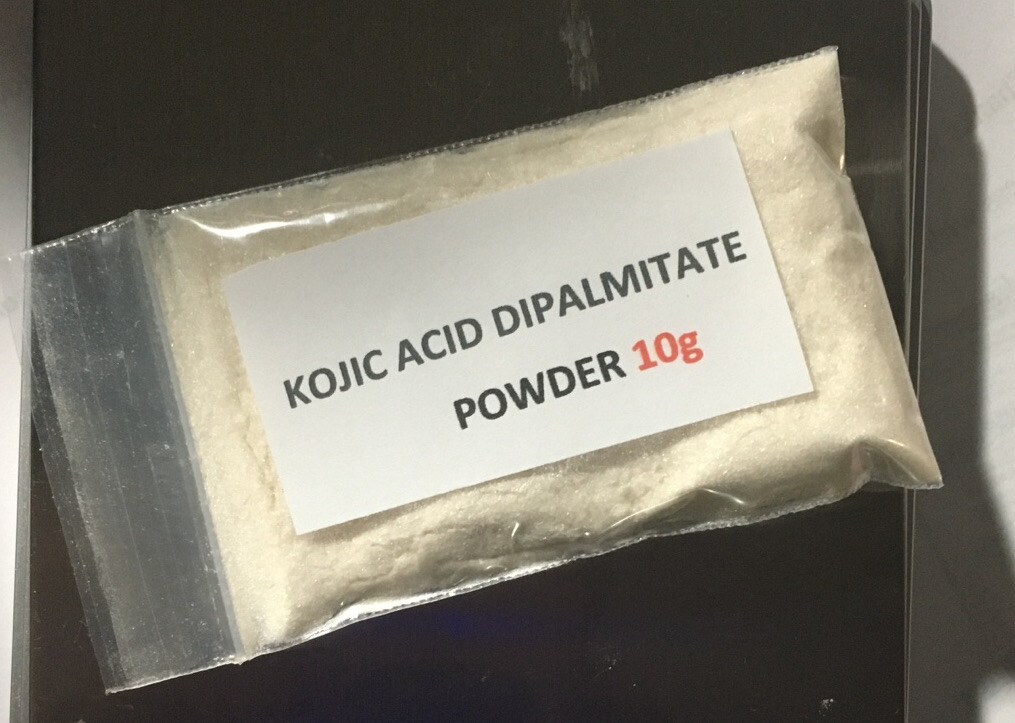 KOJIC ACID DIPALMITATE
POWDER 10g